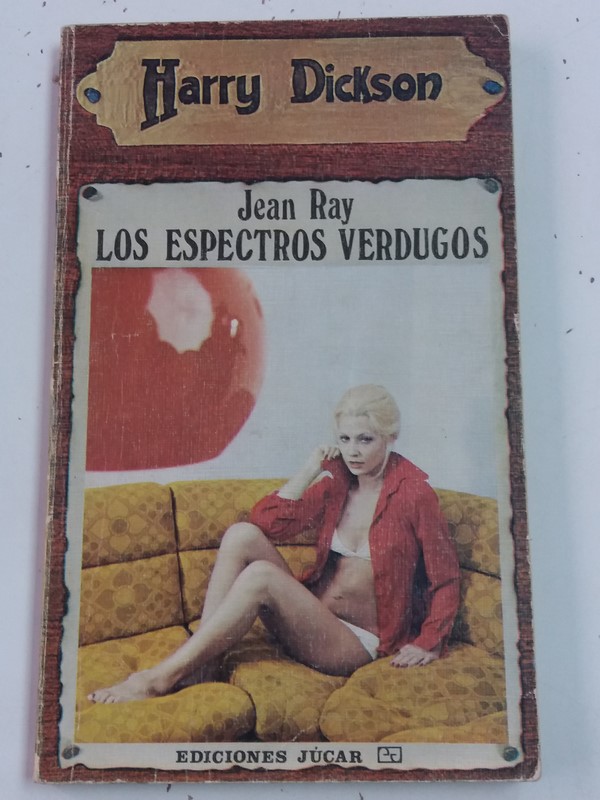 Harry Dickson
Jean Ray
LOS ESPECTROS VERDUGOS
EDICIONES JÚCAR